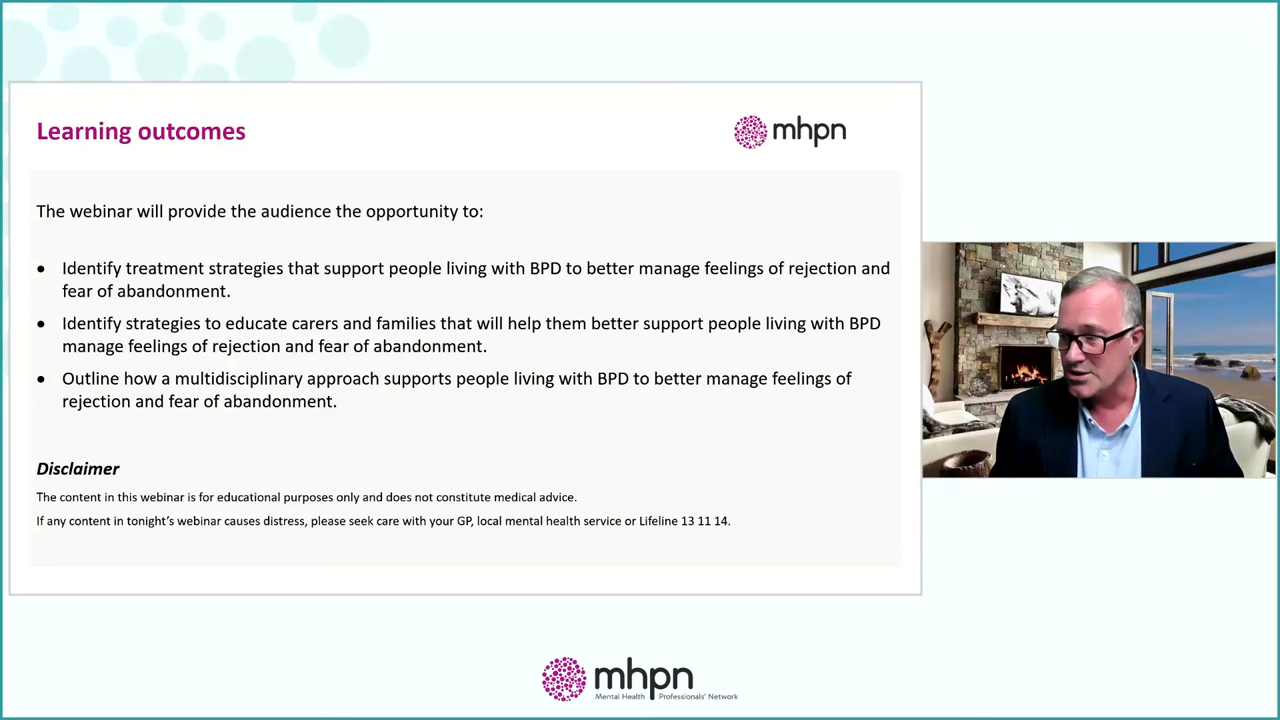 Learning outcomes
mhpn
The webinar will provide the audience the opportunity to:
• Identify treatment strategies that support people living with BPD to better manage feelings of rejection and
fear of abandonment.
• Identify strategies to educate carers and families that will help them better support people living with BPD
manage feelings of rejection and fear of abandonment.
• Outline how a multidisciplinary approach supports people living with BPD to better manage feelings of
rejection and fear of abandonment.
Disclaimer
The content in this webinar is for educational purposes only and does not constitute medical advice.
If any content in tonight's webinar causes distress, please seek care with your GP, local mental health service or Lifeline 13 11 14.
mhpn
Mental Health Professionals' Network